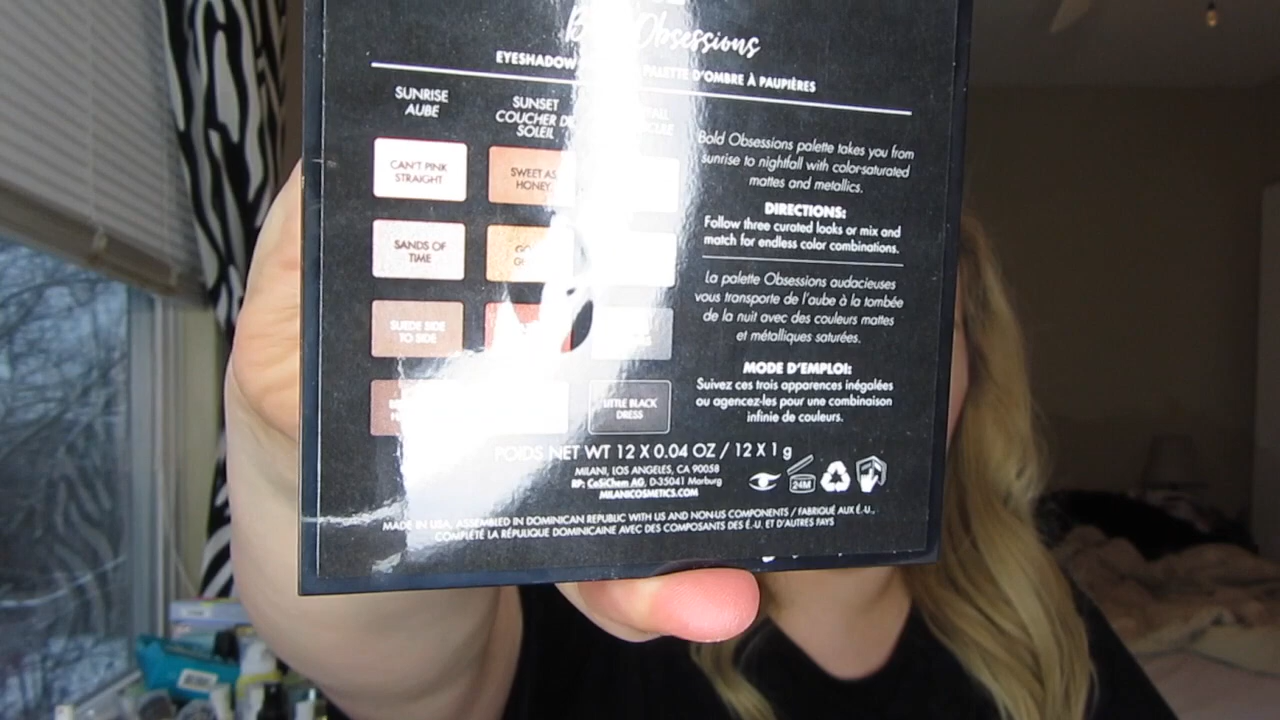 Obsessions
EYESHADOW PALETTE D'OMBRE À PAUPIÈRES
SUNRISE
AUBE
SUNSET
COUCHER DE
SOLEIL
CAN'T PINK
STRAIGHT
SWEET AS
HONEY
SANDS OF
TIME
SUEDE SIDE
TO SIDE
LITTLE BLACK
DRESS
Bold Obsessions palette takes you from
sunrise to nightfall with color-saturated
mattes and metallics.
DIRECTIONS:
Follow three curated looks or mix and
match for endless color combinations.
La palette Obsessions audacieuses
vous transporte de l'aube à la tombée
de la nuit avec des couleurs mattes
et métalliques saturées.
MODE D'EMPLOI:
Suivez ces trois apparences inégalées
ou agencez-les pour une combinaison
infinie de couleurs.
POIDS NET WT 12 X 0.04 OZ / 12 X 1 g
MILANI, LOS ANGELES, CA 90058
RP: CoSiChem AG, D-35041 Marburg
MILANICOSMETICS.COM
24M
MADE IN USA, ASSEMBLED IN DOMINICAN REPUBLIC WITH US AND NON-US COMPONENTS / FABRIQUÉ AUX É.-U.,
COMPLÉTÉ LA RÉPULIQUE DOMINICAINE AVEC DES COMPOSANTS DES É.-U. ET D'AUTRES PAYS